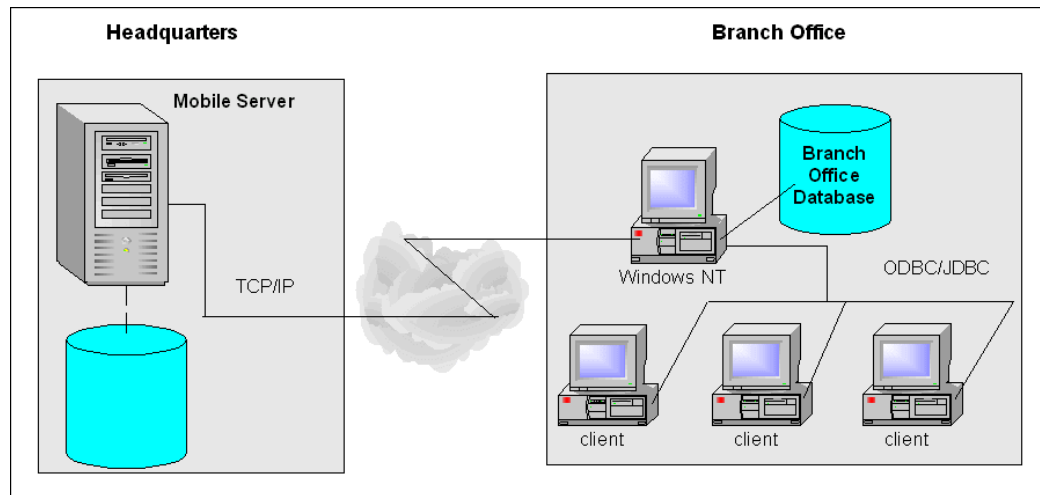 Headquarters
Branch Office
Mobile Server
Branch
Office
Database
Windows NT
ODBC/JDBC
TCP/IP
client
client
client